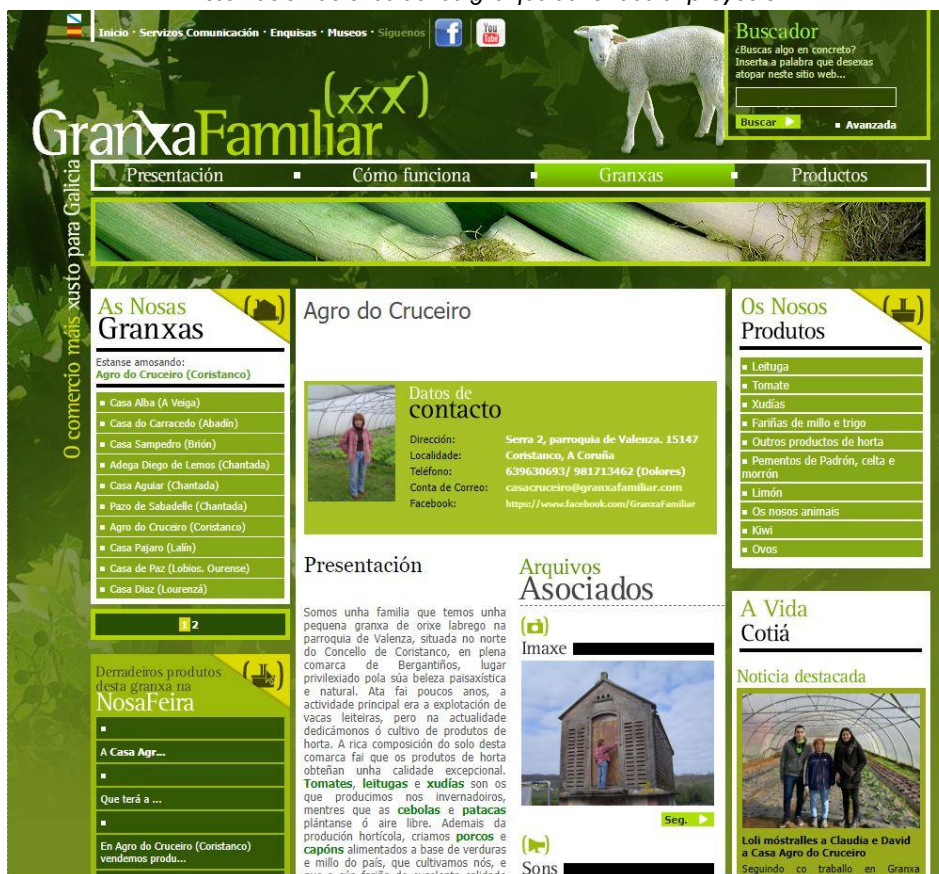 Inicio · Servizos Comunicación · Enquisas · Museos · Síguenos
You
Tube
Buscador
¿Buscas algo en concreto?
Inserta a palabra que desexas
atopar neste sitio web...
Buscar
Avanzada
GranxaFamiliar
(xxx)
O comercio máis xusto para Galicia
Presentación
Cómo funciona
Granxas
Productos
As Nosas
Granxas
Estanse amosando:
Agro do Cruceiro (Coristanco)
Casa Alba (A Veiga)
Casa do Carracedo (Abadín)
Casa Sampedro (Brión)
Adega Diego de Lemos (Chantada)
Casa Aguiar (Chantada)
Pazo de Sabadelle (Chantada)
Agro do Cruceiro (Coristanco)
Casa Pajaro (Lalín)
Casa de Paz (Lobios. Ourense)
Casa Diaz (Lourenzá)
1 2
Derradeiros produtos
desta granxa na
NosaFeira
A Casa Agr...
Que terá a ...
En Agro do Cruceiro (Coristanco)
vendemos produ...
Agro do Cruceiro
Datos de
contacto
Dirección: Serra 2, parroquia de Valenza. 15147
Localidade: Coristanco, A Coruña
Teléfono: 639630693/ 981713462 (Dolores)
Conta de Correo: casacruceiro@granxafamiliar.com
Facebook: https://www.facebook.com/GranxaFamiliar
Presentación
Somos unha familia que temos unha
pequena granxa de orixe labrego na
parroquia de Valenza, situada no norte
do Concello de Coristanco, en plena
comarca de Bergantiños, lugar
privilexiado pola súa beleza paisaxística
e natural. Ata fai poucos anos, a
actividade principal era a explotación de
vacas leiteiras, pero na actualidade
dedicámonos ó cultivo de produtos de
horta. A rica composición do solo desta
comarca fai que os produtos de horta
obteñan unha calidade excepcional.
Tomates, leitugas e xudías son os
que producimos nos invernadoiros,
mentres que as cebolas e patacas
plántanse ó aire libre. Ademais da
produción hortícola, criamos porcos e
capóns alimentados a base de verduras
e millo do país, que cultivamos nós, e
Arquivos
Asociados
Imaxe
Seg.
Sons
Os Nosos
Produtos
Leituga
Tomate
Xudías
Fariñas de millo e trigo
Outros productos de horta
Pementos de Padrón, celta e
morrón
Limón
Os nosos animais
Kiwi
Ovos
A Vida
Cotiá
Noticia destacada
Loli móstralles a Claudia e David
a Casa Agro do Cruceiro
Seguindo co traballo en Granxa